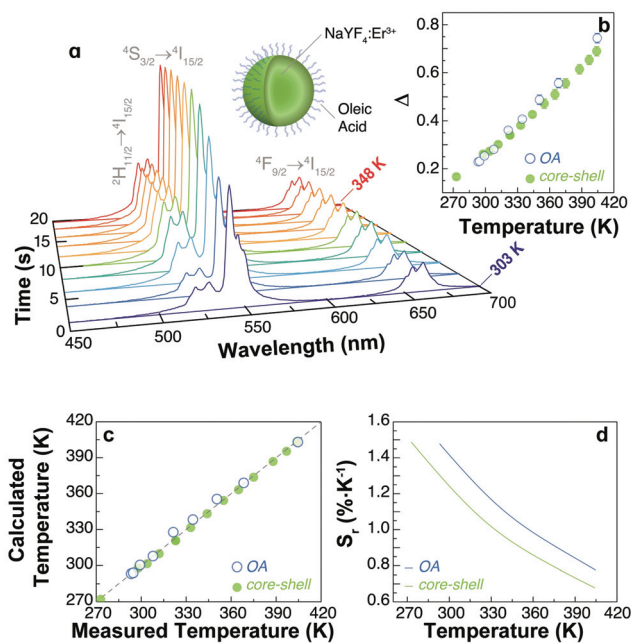 a
⁴S₃/₂→⁴I₁₅/₂
²H₁₁/₂→⁴I₁₅/₂
⁴F₉/₂→⁴I₁₅/₂
NaYF₄:Er³⁺
Oleic
Acid
348 K
303 K
20
15
10
5
0
Time (s)
450
500
550
600
650
700
Wavelength (nm)
b
Δ
0.8
0.6
0.4
0.2
OA
core-shell
270 300 330 360 390 420
Temperature (K)
c
Calculated
Temperature (K)
420
390
360
330
300
270
OA
core-shell
270 300 330 360 390 420
Measured Temperature (K)
d
Sᵣ (%·K⁻¹)
1.6
1.4
1.2
1.0
0.8
0.6
OA
core-shell
270 300 330 360 390 420
Temperature (K)